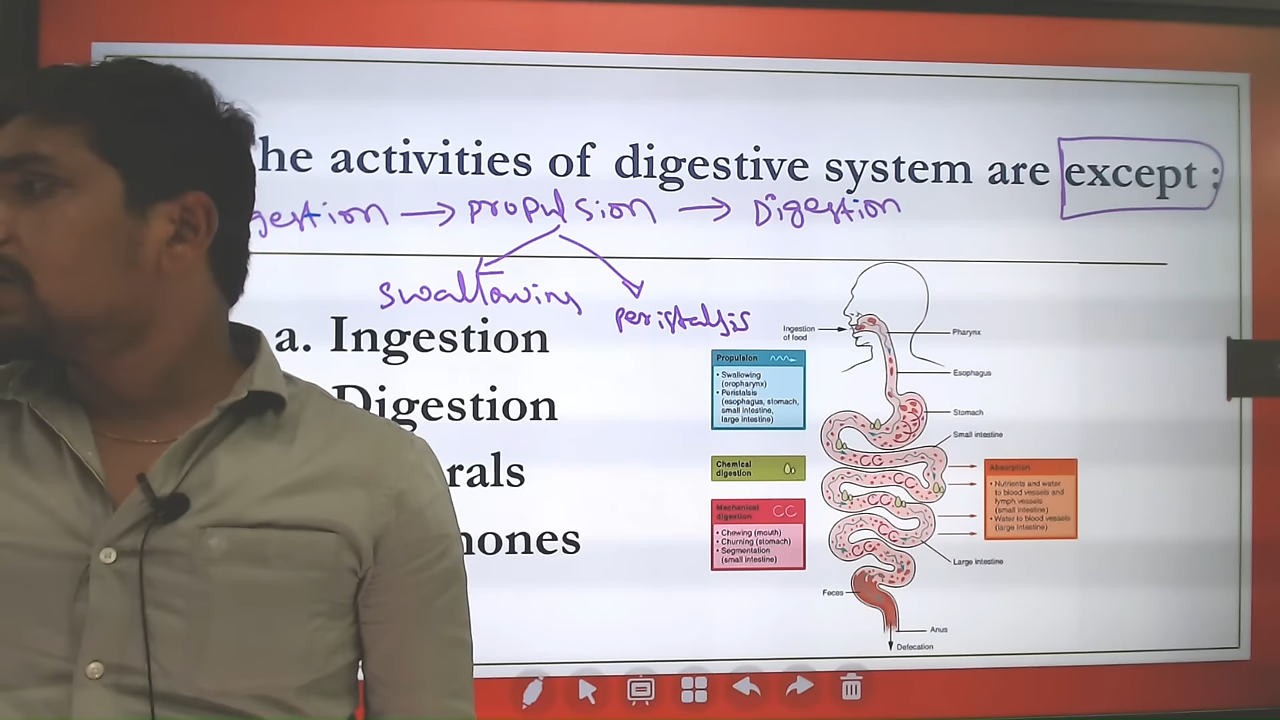 he activities of digestive system are except :
gestion → propulsion → Digestion
swallowing
peristalsis
a. Ingestion
Digestion
rals
ones
Ingestion
of food
Pharynx
Esophagus
Stomach
Small intestine
Propulsion
• Swallowing
(oropharynx)
• Peristalsis
(esophagus, stomach,
small intestine,
large intestine)
Chemical
digestion
Mechanical
digestion
• Chewing (mouth)
• Churning (stomach)
• Segmentation
(small intestine)
Absorption
• Nutrients and water
to blood vessels and
lymph vessels
(small intestine)
• Water to blood vessels
(large intestine)
Large intestine
Feces
Anus
Defecation